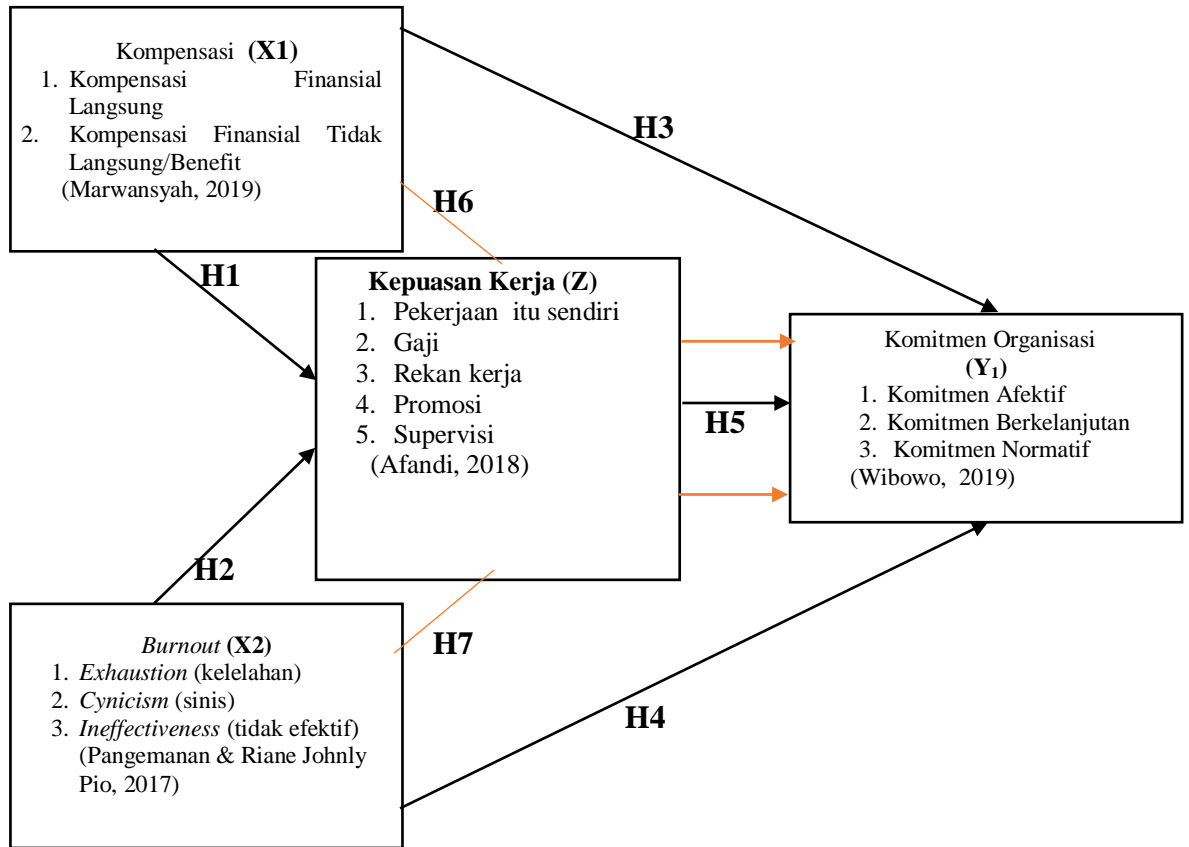 Kompensasi (X1)
1. Kompensasi Finansial
Langsung
2. Kompensasi Finansial Tidak
Langsung/Benefit
(Marwansyah, 2019)
H3
H6
H1
Kepuasan Kerja (Z)
1. Pekerjaan itu sendiri
2. Gaji
3. Rekan kerja
4. Promosi
5. Supervisi
(Afandi, 2018)
H5
Komitmen Organisasi
(Y1)
1. Komitmen Afektif
2. Komitmen Berkelanjutan
3. Komitmen Normatif
(Wibowo, 2019)
H2
H7
H4
Burnout (X2)
1. Exhaustion (kelelahan)
2. Cynicism (sinis)
3. Ineffectiveness (tidak efektif)
(Pangemanan & Riane Johnly
Pio, 2017)